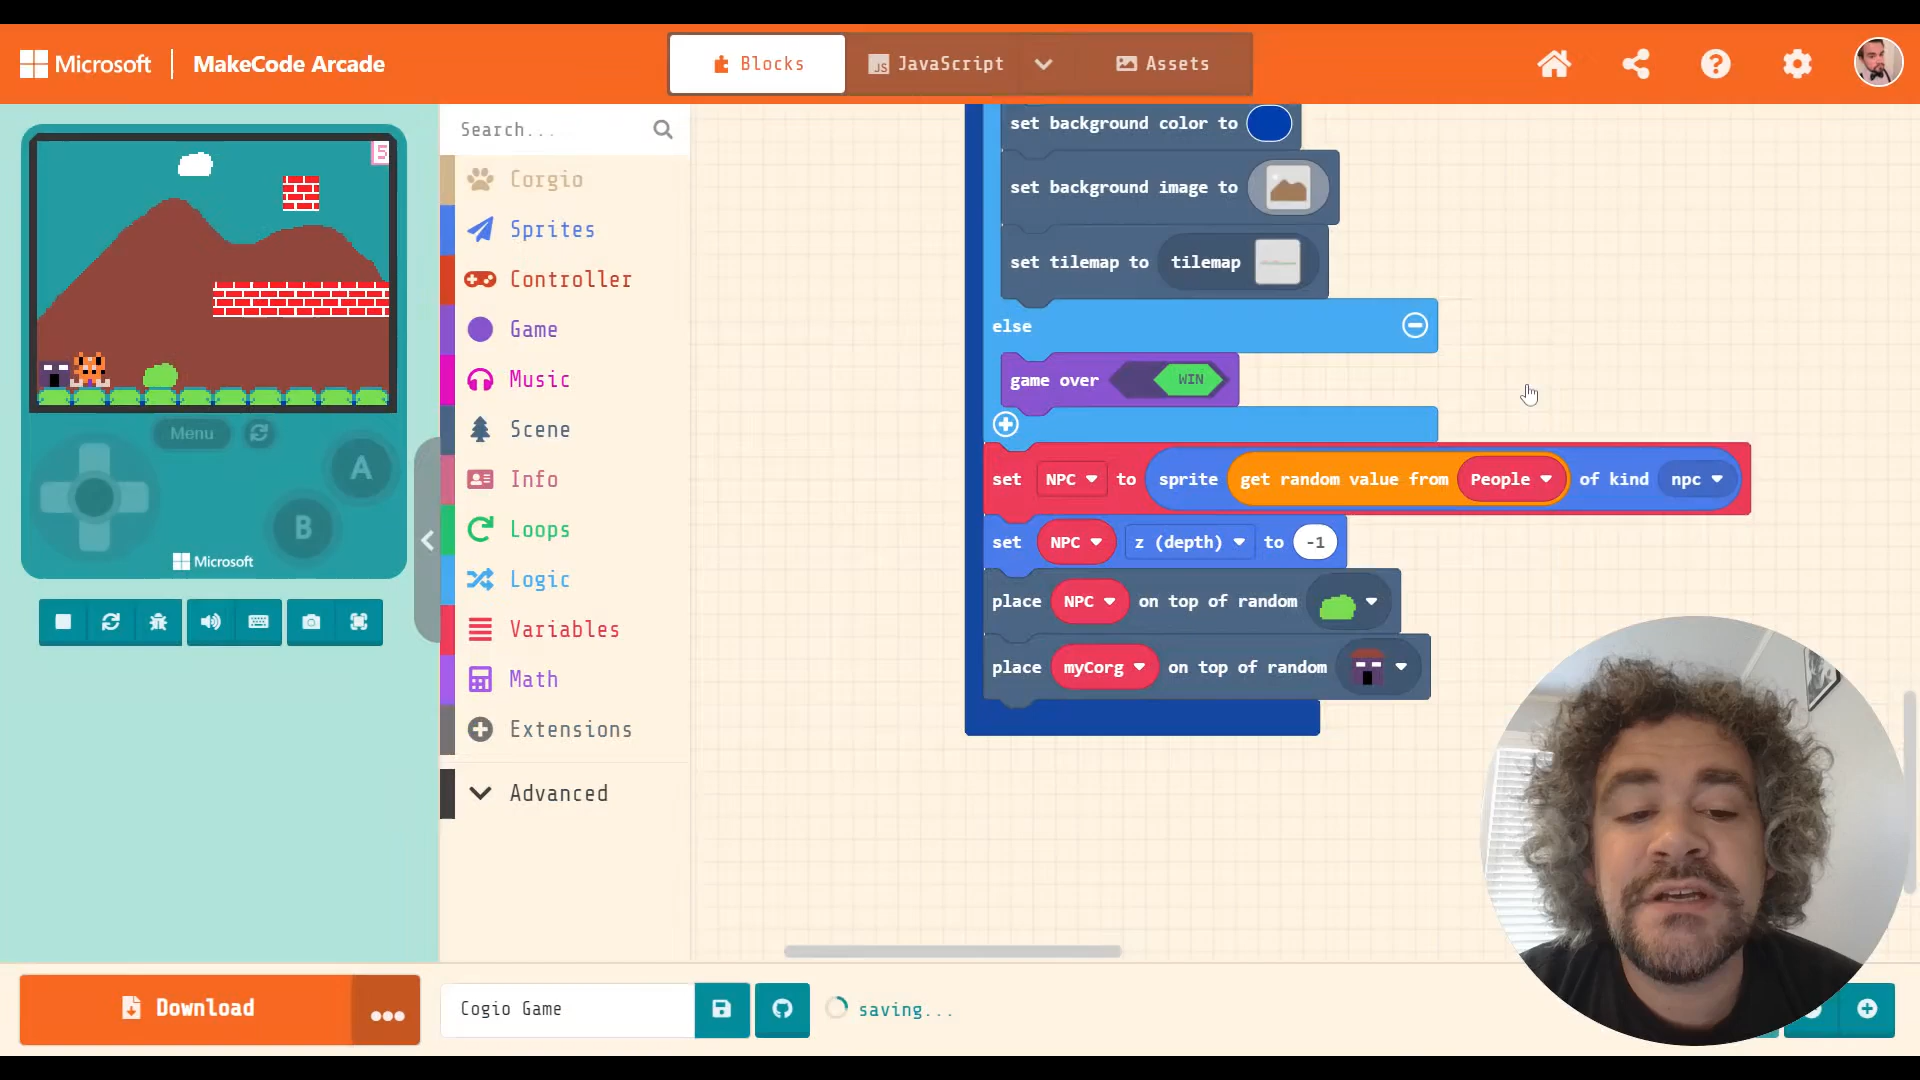 Microsoft
MakeCode Arcade
Blocks
JS JavaScript
Assets
5
Menu
A
B
Microsoft
Search...
Corgio
Sprites
Controller
Game
Music
Scene
Info
Loops
Logic
Variables
Math
Extensions
Advanced
set background color to
set background image to
set tilemap to tilemap
else
game over WIN
set NPC to sprite get random value from People of kind npc
set NPC z (depth) to -1
place NPC on top of random
place myCorg on top of random
Download
Cogio Game
saving...